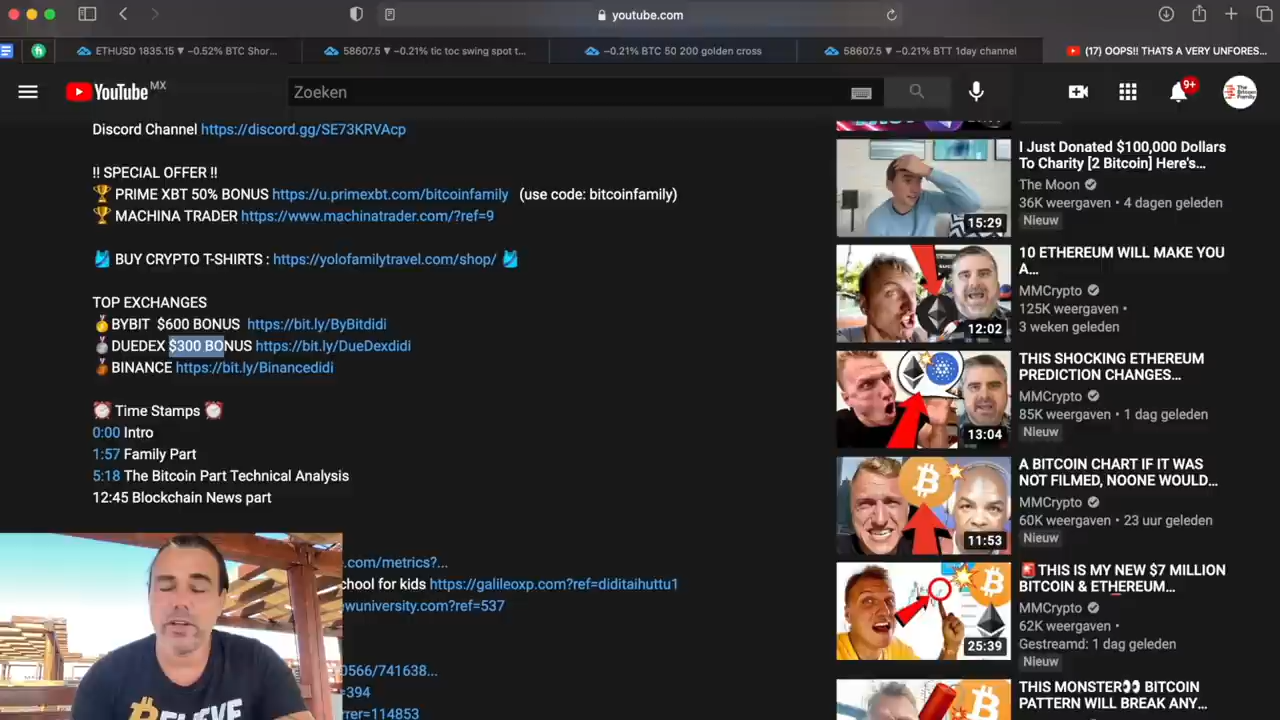 youtube.com
ETHUSD 1835.15 ▼ −0.52% BTC Shor...
58607.5 ▼ −0.21% tic toc swing spot t...
−0.21% BTC 50 200 golden cross
58607.5 ▼ −0.21% BTT 1day channel
(17) OOPS!! THATS A VERY UNFORES...
YouTube MX
Zoeken
9+
The Bitcoin Family
Discord Channel https://discord.gg/SE73KRVAcp
!! SPECIAL OFFER !!
🏆 PRIME XBT 50% BONUS https://u.primexbt.com/bitcoinfamily (use code: bitcoinfamily)
🏆 MACHINA TRADER https://www.machinatrader.com/?ref=9
🎽 BUY CRYPTO T-SHIRTS : https://yolofamilytravel.com/shop/ 🎽
TOP EXCHANGES
🥇BYBIT $600 BONUS https://bit.ly/ByBitdidi
🥈DUEDEX $300 BONUS https://bit.ly/DueDexdidi
🥉BINANCE https://bit.ly/Binancedidi
⏰ Time Stamps ⏰
0:00 Intro
1:57 Family Part
5:18 The Bitcoin Part Technical Analysis
12:45 Blockchain News part
.com/metrics?...
chool for kids https://galileoxp.com?ref=diditaihuttu1
ewuniversity.com?ref=537
0566/741638...
=394
rrer=114853
BELIEVE
I Just Donated $100,000 Dollars
To Charity [2 Bitcoin] Here's...
The Moon
36K weergaven • 4 dagen geleden
Nieuw
15:29
10 ETHEREUM WILL MAKE YOU
A...
MMCrypto
125K weergaven •
3 weken geleden
12:02
THIS SHOCKING ETHEREUM
PREDICTION CHANGES...
MMCrypto
85K weergaven • 1 dag geleden
Nieuw
13:04
A BITCOIN CHART IF IT WAS
NOT FILMED, NOONE WOULD...
MMCrypto
60K weergaven • 23 uur geleden
Nieuw
11:53
🚨THIS IS MY NEW $7 MILLION
BITCOIN & ETHEREUM...
MMCrypto
62K weergaven •
Gestreamd: 1 dag geleden
Nieuw
25:39
THIS MONSTER👀 BITCOIN
PATTERN WILL BREAK ANY...